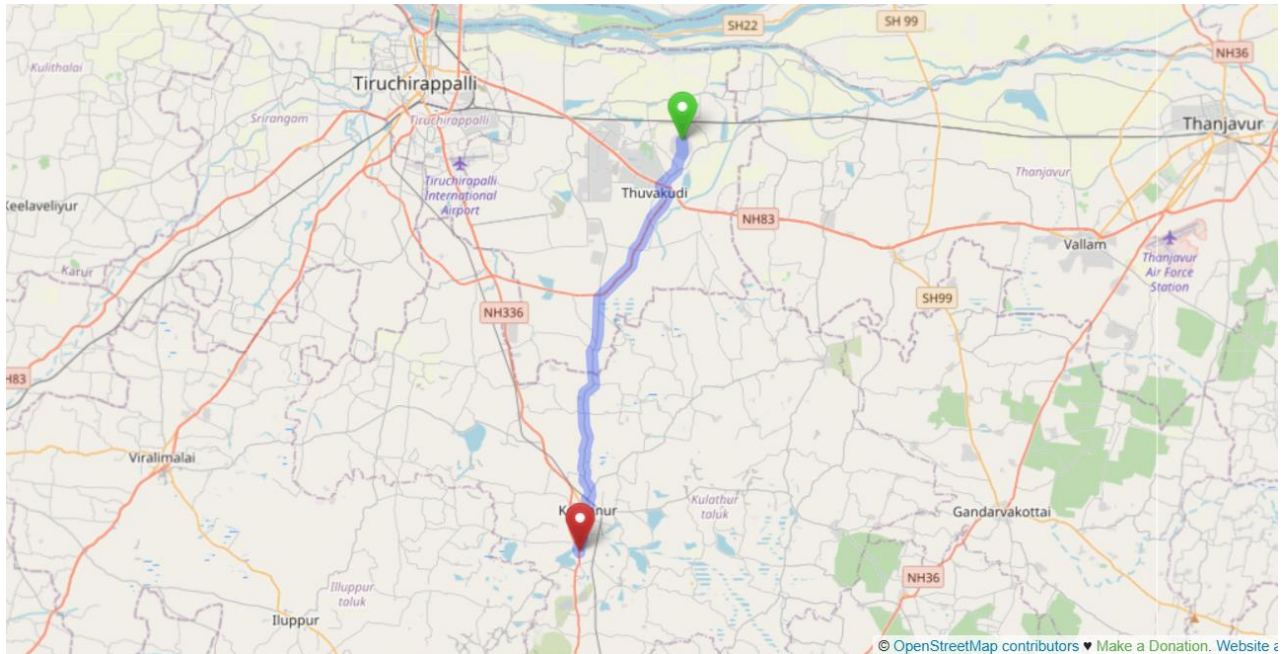 SH22
SH 99
NH36
Kulithalai
Tiruchirappalli
Srirangam
Tiruchirappalli
Thanjavur
Tiruchirapalli
International
Airport
Thuvakudi
Thanjavur
Keelaveliyur
NH83
Vallam
Karur
Thanjavur
Air Force
Station
SH99
NH336
H83
Viralimalai
Kulathur
taluk
Gandarvakottai
NH36
Illuppur
taluk
Iluppur
© OpenStreetMap contributors ♥ Make a Donation. Website a